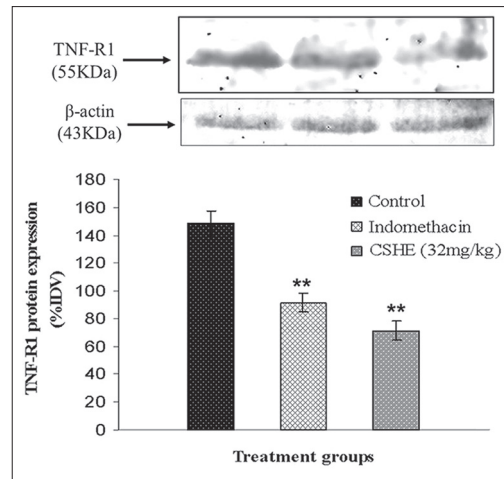 TNF-R1
(55KDa)
β-actin
(43KDa)
180
160
140
120
100
80
60
40
20
0
TNF-R1 protein expression
(%IDV)
Control
Indomethacin
CSHE (32mg/kg)
**
**
Treatment groups